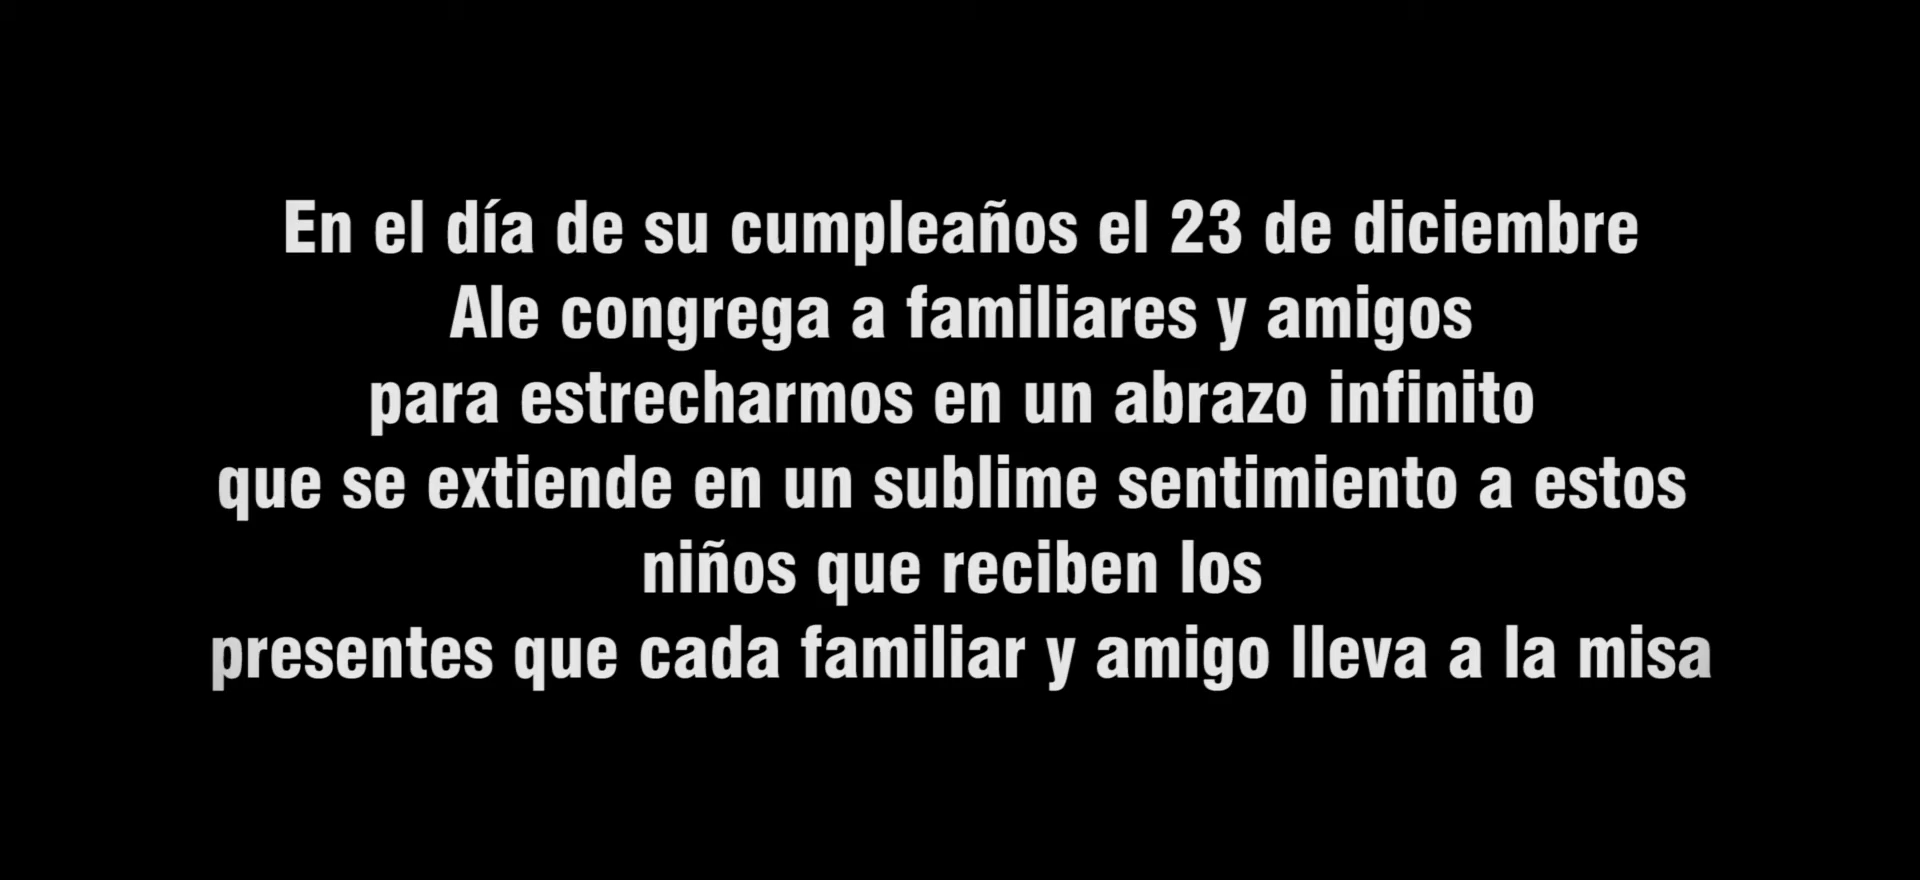 En el día de su cumpleaños el 23 de diciembre
Ale congrega a familiares y amigos
para estrecharmos en un abrazo infinito
que se extiende en un sublime sentimiento a estos
niños que reciben los
presentes que cada familiar y amigo lleva a la misa